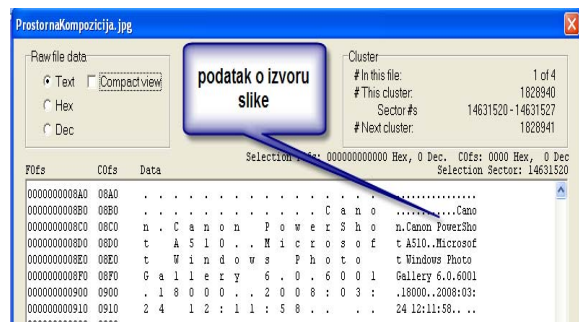 ProstornaKompozicija.jpg
Raw file data
Text Compact view
Hex
Dec
podatak o izvoru
slike
Cluster
# In this file: 1 of 4
# This cluster: 1828940
Sector #s 14631520 - 14631527
# Next cluster: 1828941
Selection FOfs: 000000000000 Hex, 0 Dec. COfs: 0000 Hex, 0 Dec
Selection Sector: 14631520
FOfs COfs Data
0000000008A0 08A0 . . . . . . . . . . . . . . . . ................
0000000008B0 08B0 . . . . . . . . . . . . C a n o ............Cano
0000000008C0 08C0 n . C a n o n   P o w e r S h o n.Canon PowerSho
0000000008D0 08D0 t   A 5 1 0 . . M i c r o s o f t A510..Microsof
0000000008E0 08E0 t   W i n d o w s   P h o t o t Windows Photo
0000000008F0 08F0 G a l l e r y   6 . 0 . 6 0 0 1 Gallery 6.0.6001
000000000900 0900 . 1 8 0 0 0 . . 2 0 0 8 : 0 3 : .18000..2008:03:
000000000910 0910 2 4   1 2 : 1 1 : 5 8 . . . . 24 12:11:58.. ..